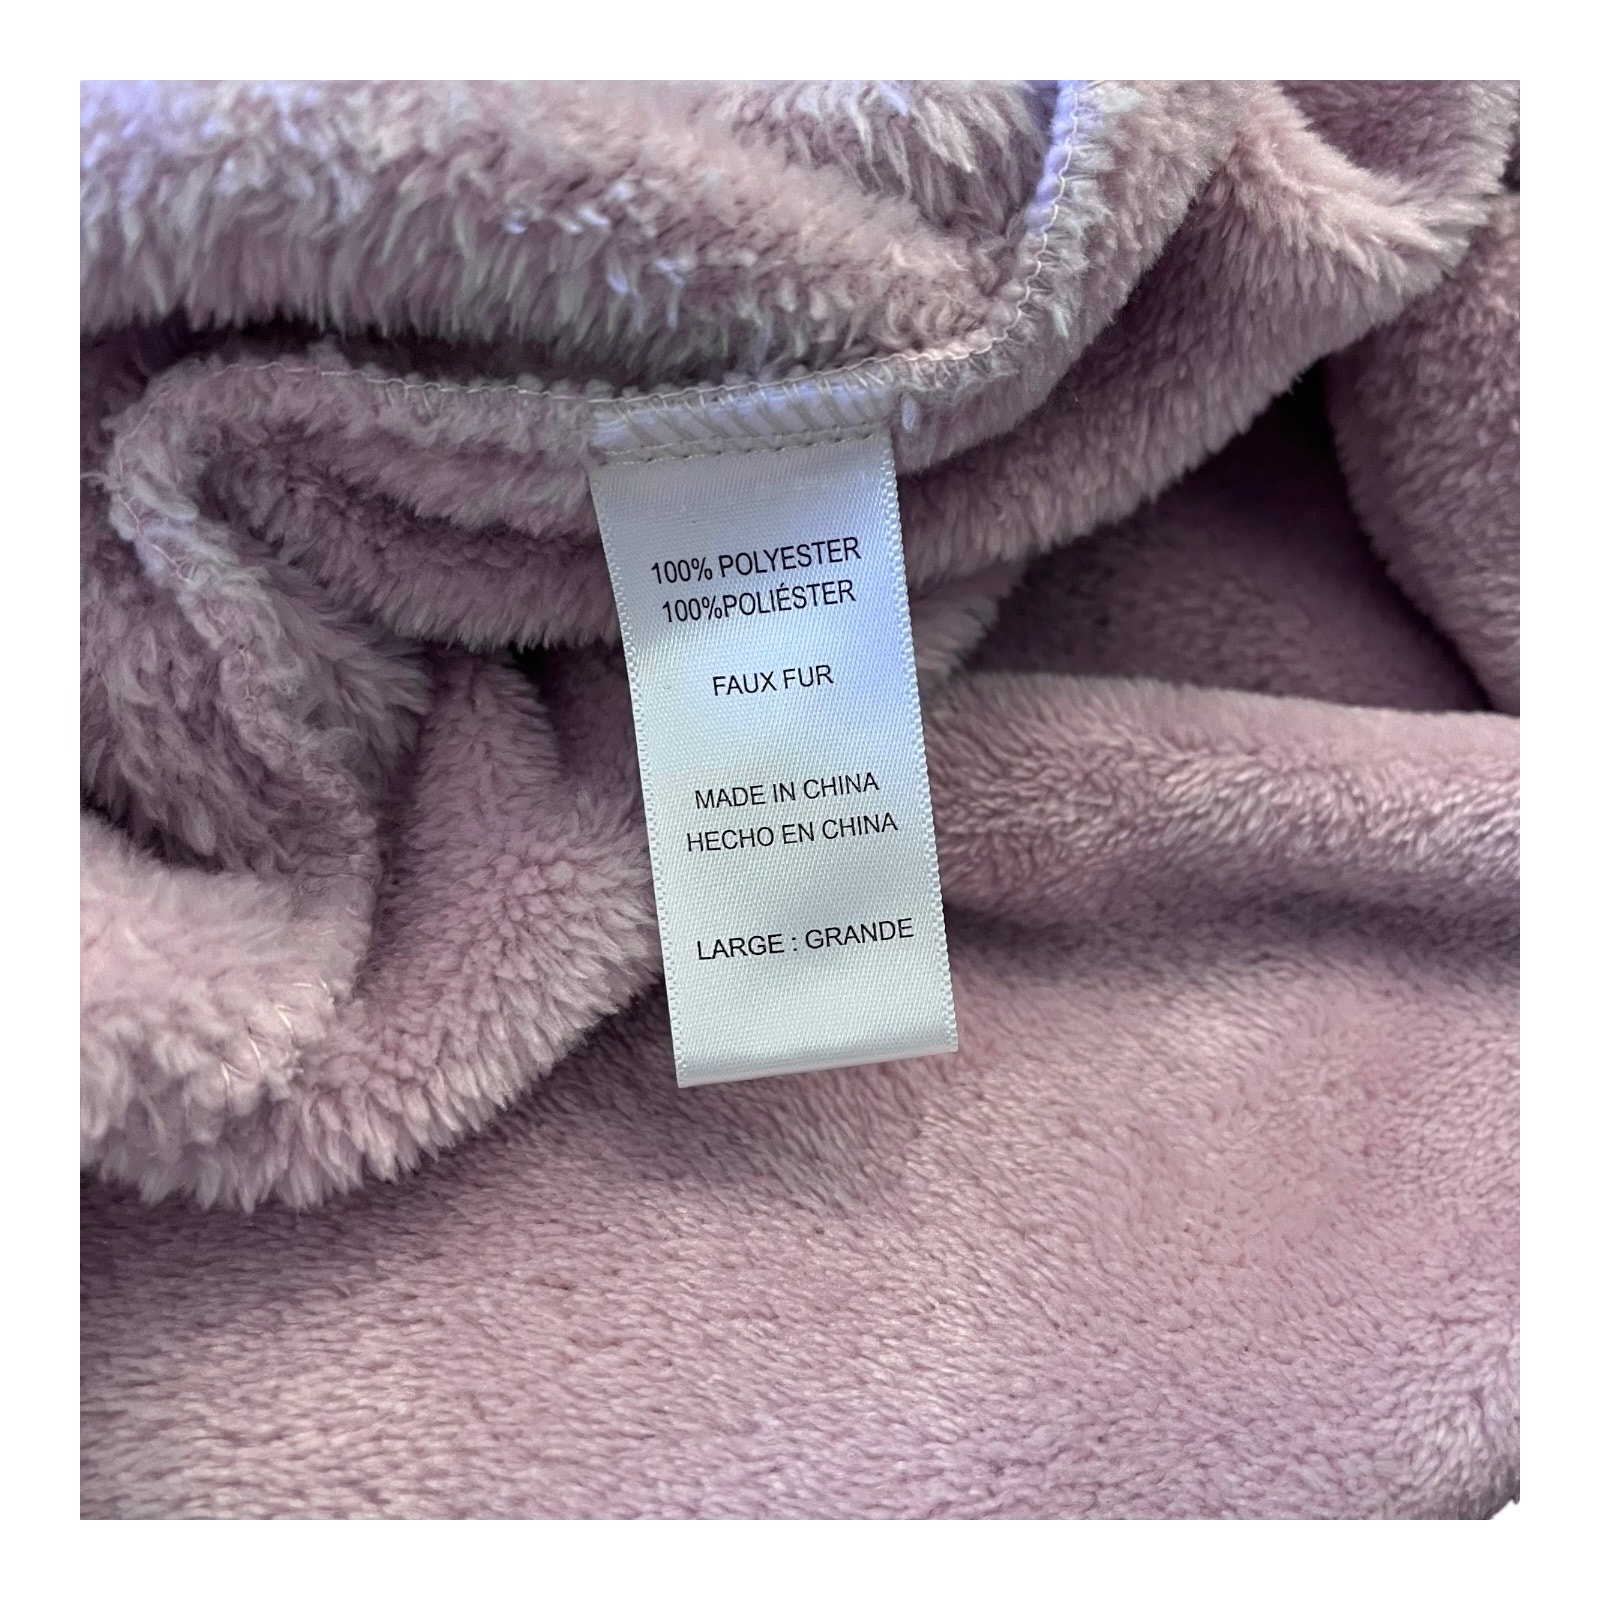 100% POLYESTER
100%POLIÉSTER
FAUX FUR
MADE IN CHINA
HECHO EN CHINA
LARGE : GRANDE